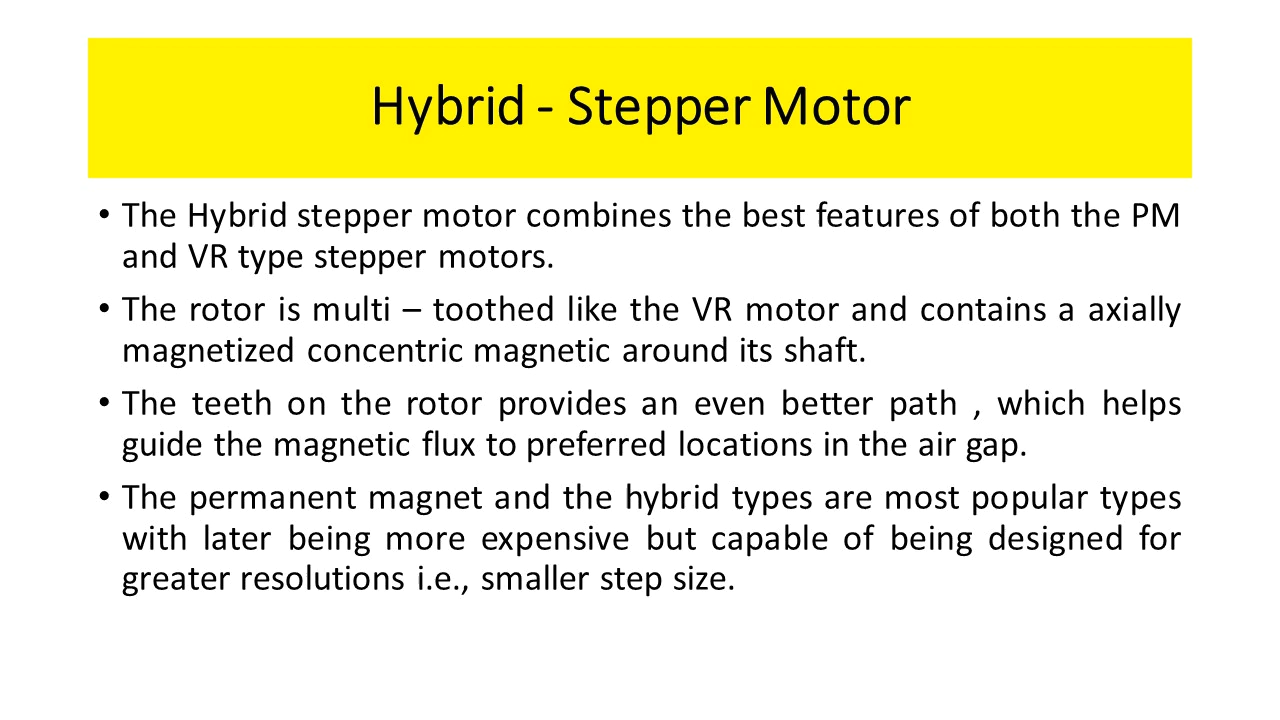 Hybrid - Stepper Motor
• The Hybrid stepper motor combines the best features of both the PM
and VR type stepper motors.
• The rotor is multi – toothed like the VR motor and contains a axially
magnetized concentric magnetic around its shaft.
• The teeth on the rotor provides an even better path , which helps
guide the magnetic flux to preferred locations in the air gap.
• The permanent magnet and the hybrid types are most popular types
with later being more expensive but capable of being designed for
greater resolutions i.e., smaller step size.